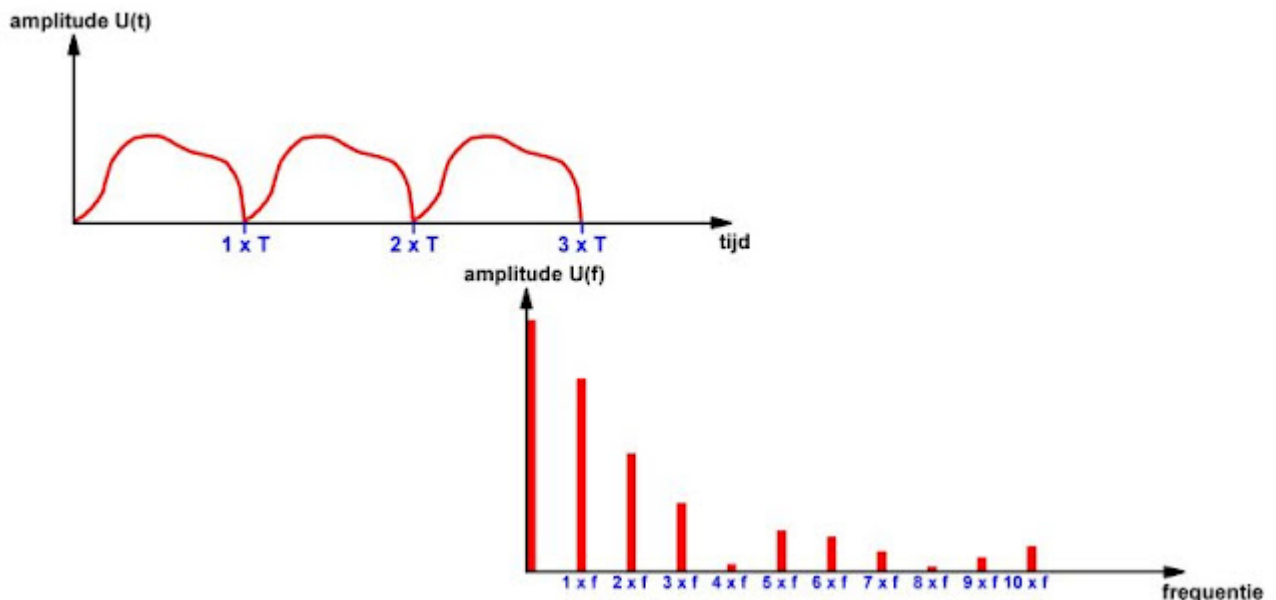 amplitude U(t)
1 x T
2 x T
3 x T
tijd
amplitude U(f)
1 x f
2 x f
3 x f
4 x f
5 x f
6 x f
7 x f
8 x f
9 x f
10 x f
frequentie